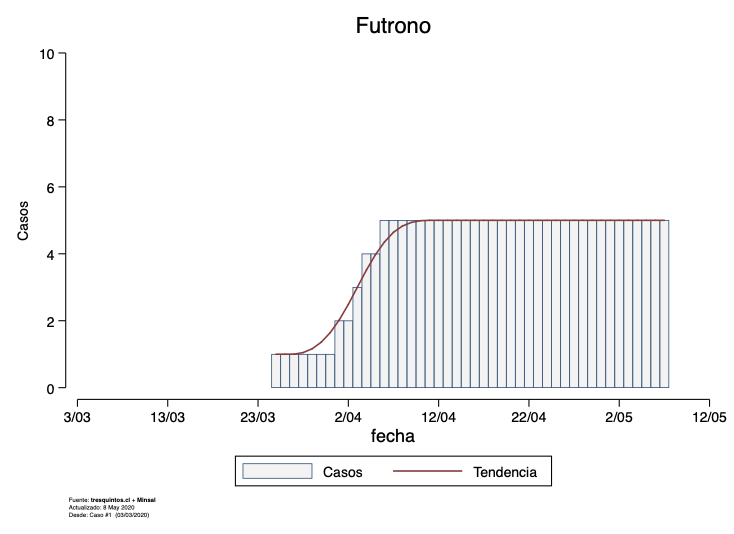 Futrono
Casos
10
8
6
4
2
0
3/03 13/03 23/03 2/04 12/04 22/04 2/05 12/05
fecha
Casos Tendencia
Fuente: tresquintos.cl + Minsal
Actualizado: 8 May 2020
Desde: Caso #1 (03/03/2020)